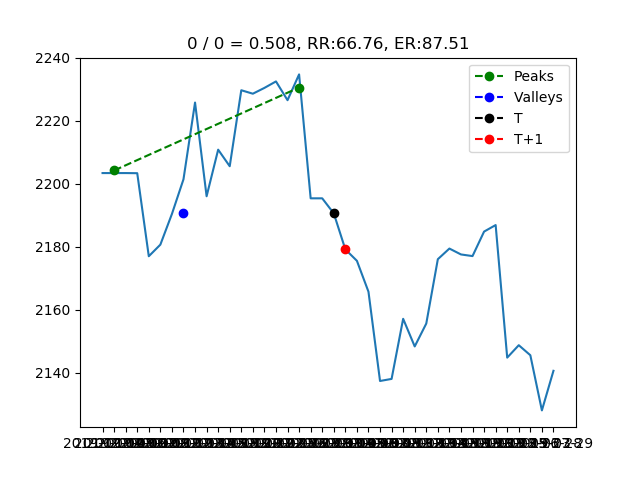 0 / 0 = 0.508, RR:66.76, ER:87.51
2240
2220
2200
2180
2160
2140
Peaks
Valleys
T
T+1